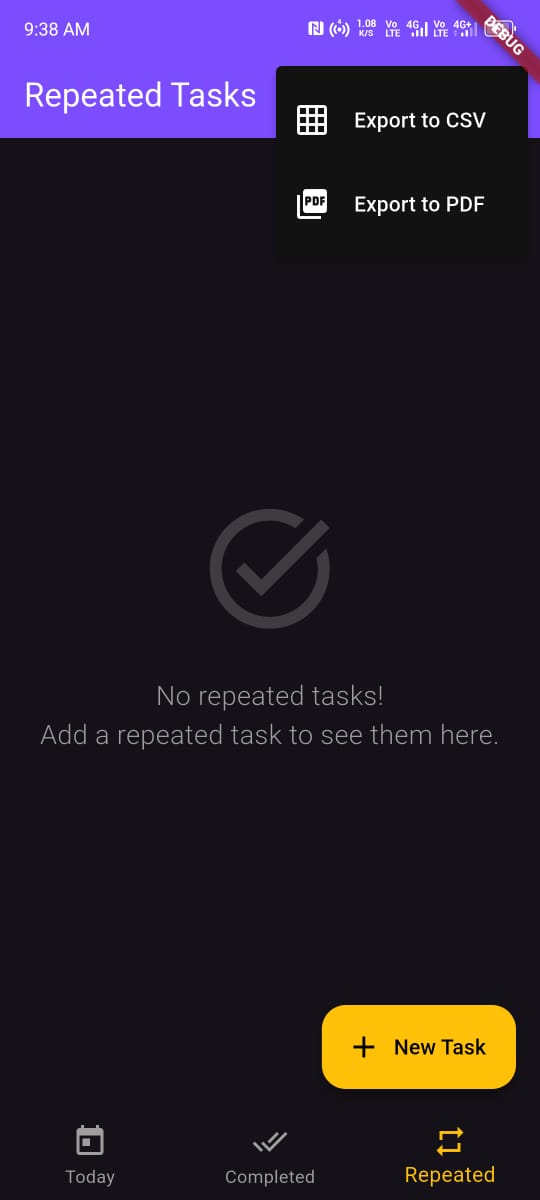 9:38 AM
4
1.08
K/S
Vo
LTE
4G
Vo
LTE
4G+
DEBUG
Repeated Tasks
Export to CSV
PDF
Export to PDF
No repeated tasks!
Add a repeated task to see them here.
New Task
Today
Completed
Repeated